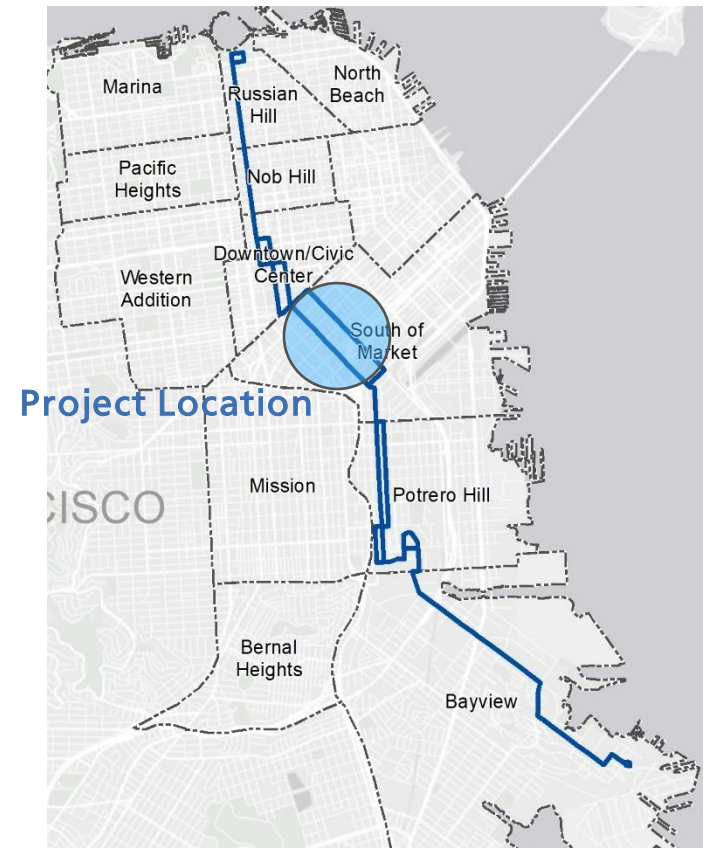 North
Beach
Marina
Russian
Hill
Pacific
Heights
Nob Hill
Downtown/Civic
Center
Western
Addition
South of
Market
Project Location
Mission
Potrero Hill
CISCO
Bernal
Heights
Bayview